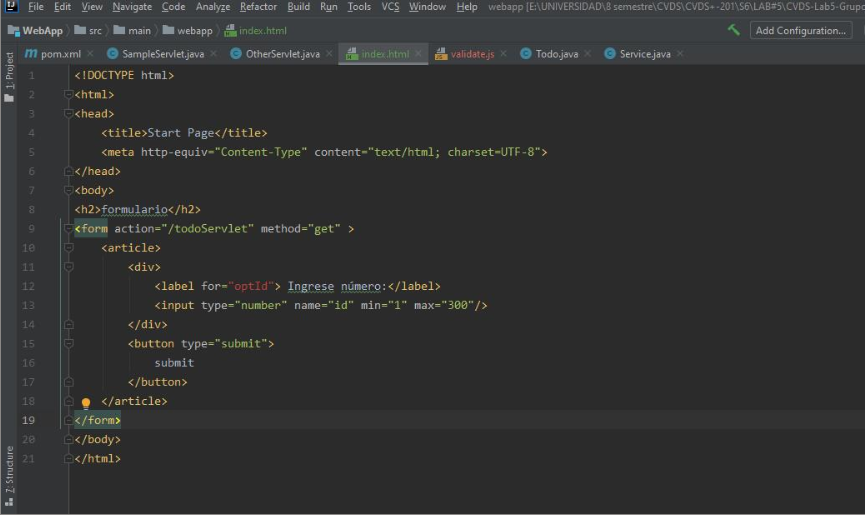 File Edit View Navigate Code Analyze Refactor Build Run Tools VCS Window Help webapp [E:\UNIVERSIDAD\8 semestre\CVDS\CVDS+-201\S6\LAB#5\CVDS-Lab5-Grupo
WebApp src main webapp index.html Add Configuration...
pom.xml SampleServlet.java OtherServlet.java index.html validate.js Todo.java Service.java
1: Project
1 <!DOCTYPE html>
2 <html>
3 <head>
4 <title>Start Page</title>
5 <meta http-equiv="Content-Type" content="text/html; charset=UTF-8">
6 </head>
7 <body>
8 <h2>formulario</h2>
9 <form action="/todoServlet" method="get" >
10 <article>
11 <div>
12 <label for="optId"> Ingrese número:</label>
13 <input type="number" name="id" min="1" max="300"/>
14 </div>
15 <button type="submit">
16 submit
17 </button>
18 </article>
19 </form>
20 </body>
21 </html>
7: Structure